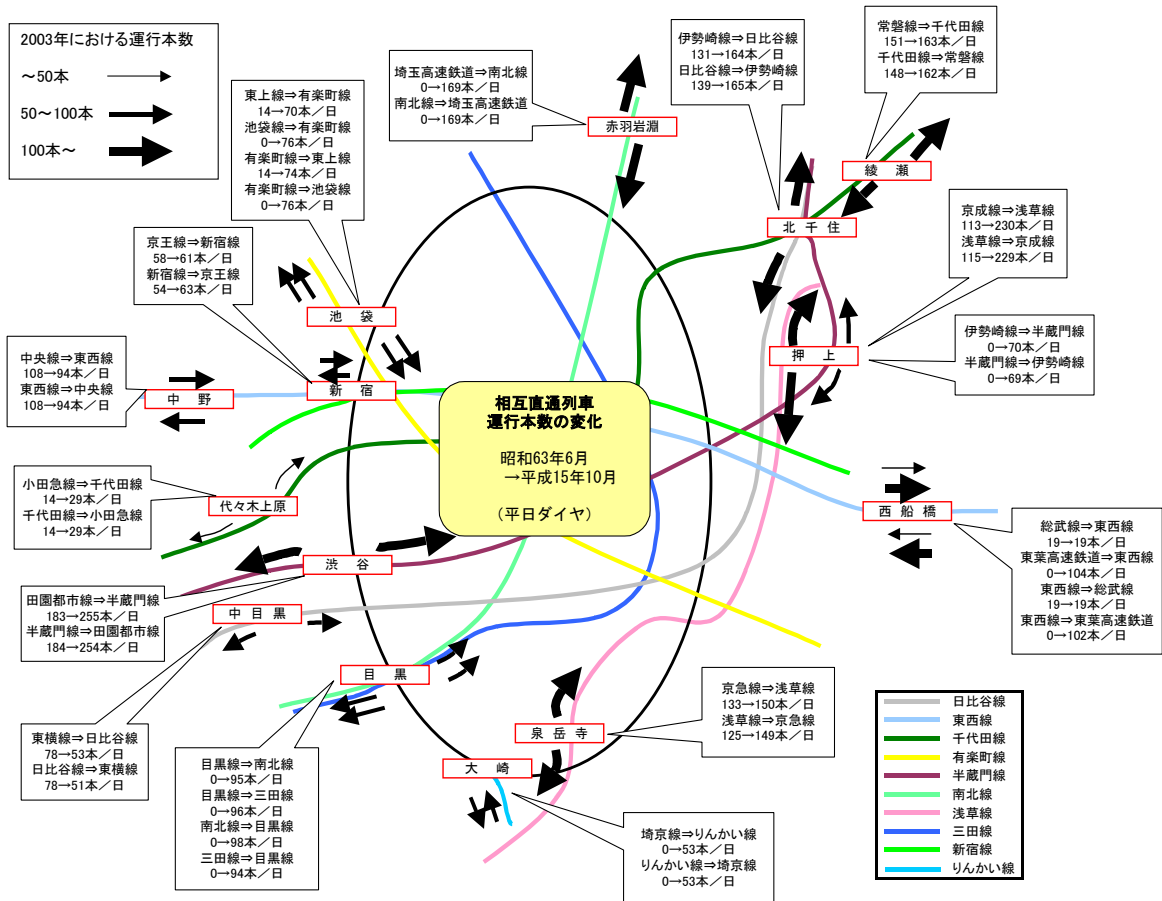 2003年における運行本数
～50本
50～100本
100本～
埼玉高速鉄道⇒南北線
0→169本／日
南北線⇒埼玉高速鉄道
0→169本／日
伊勢崎線⇒日比谷線
131→164本／日
日比谷線⇒伊勢崎線
139→165本／日
常磐線⇒千代田線
151→163本／日
千代田線⇒常磐線
148→162本／日
東上線⇒有楽町線
14→70本／日
池袋線⇒有楽町線
0→76本／日
有楽町線⇒東上線
14→74本／日
有楽町線⇒池袋線
0→76本／日
赤羽岩淵
綾瀬
北千住
京王線⇒新宿線
58→61本／日
新宿線⇒京王線
54→63本／日
京成線⇒浅草線
113→230本／日
浅草線⇒京成線
115→229本／日
池袋
伊勢崎線⇒半蔵門線
0→70本／日
半蔵門線⇒伊勢崎線
0→69本／日
押上
中央線⇒東西線
108→94本／日
東西線⇒中央線
108→94本／日
中野
新宿
相互直通列車
運行本数の変化
昭和63年6月
→平成15年10月
（平日ダイヤ）
小田急線⇒千代田線
14→29本／日
千代田線⇒小田急線
14→29本／日
代々木上原
西船橋
総武線⇒東西線
19→19本／日
東葉高速鉄道⇒東西線
0→104本／日
東西線⇒総武線
19→19本／日
東西線⇒東葉高速鉄道
0→102本／日
渋谷
田園都市線⇒半蔵門線
183→255本／日
半蔵門線⇒田園都市線
184→254本／日
中目黒
目黒
東横線⇒日比谷線
78→53本／日
日比谷線⇒東横線
78→51本／日
目黒線⇒南北線
0→95本／日
目黒線⇒三田線
0→96本／日
南北線⇒目黒線
0→98本／日
三田線⇒目黒線
0→94本／日
泉岳寺
京急線⇒浅草線
133→150本／日
浅草線⇒京急線
125→149本／日
大崎
埼京線⇒りんかい線
0→53本／日
りんかい線⇒埼京線
0→53本／日
日比谷線
東西線
千代田線
有楽町線
半蔵門線
南北線
浅草線
三田線
新宿線
りんかい線